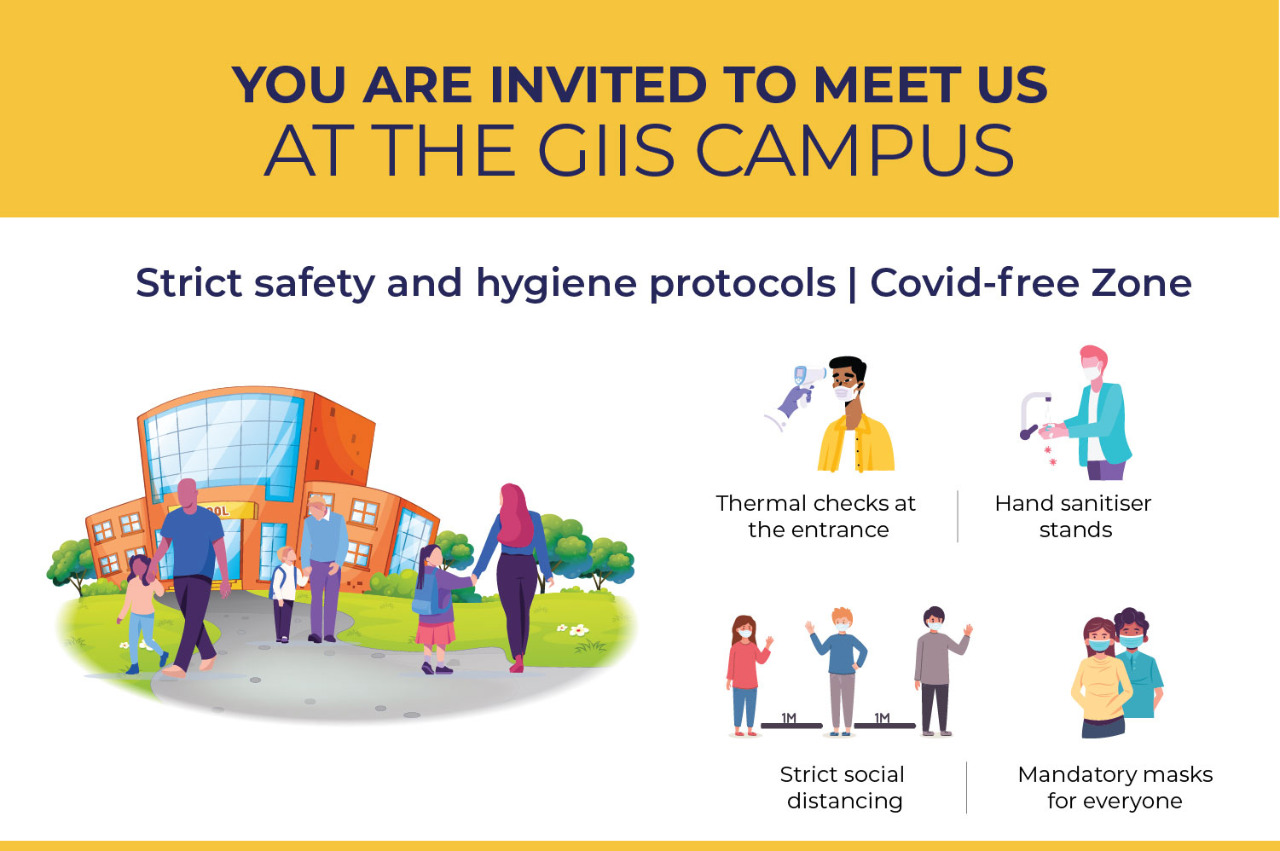 YOU ARE INVITED TO MEET US
AT THE GIIS CAMPUS
Strict safety and hygiene protocols | Covid-free Zone
OOL
Thermal checks at
the entrance
Hand sanitiser
stands
1M
1M
Strict social
distancing
Mandatory masks
for everyone